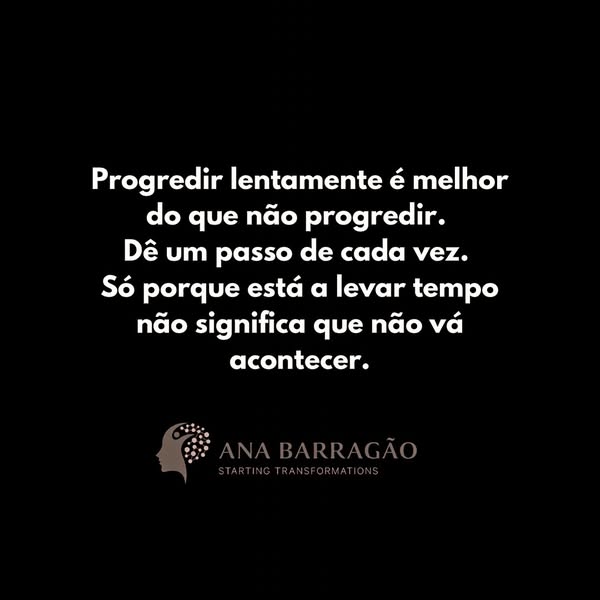 Progredir lentamente é melhor
do que não progredir.
Dê um passo de cada vez.
Só porque está a levar tempo
não significa que não vá
acontecer.
ANA BARRAGÃO
STARTING TRANSFORMATIONS